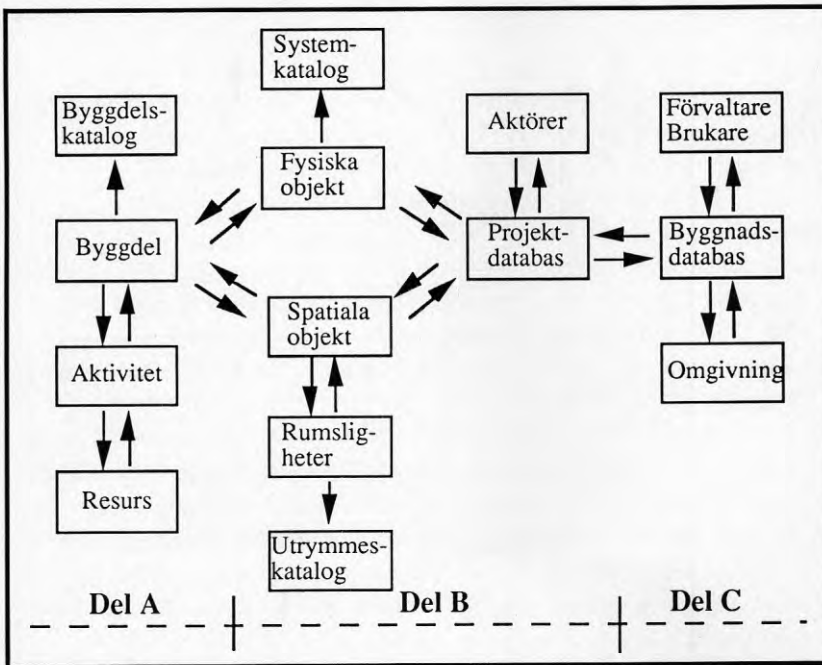 System-
katalog
Byggdels-
katalog
Aktörer
Förvaltare
Brukare
Fysiska
objekt
Byggdel
Projekt-
databas
Byggnads-
databas
Spatiala
objekt
Aktivitet
Omgivning
Rumslig-
heter
Resurs
Utrymmes-
katalog
Del A
Del B
Del C